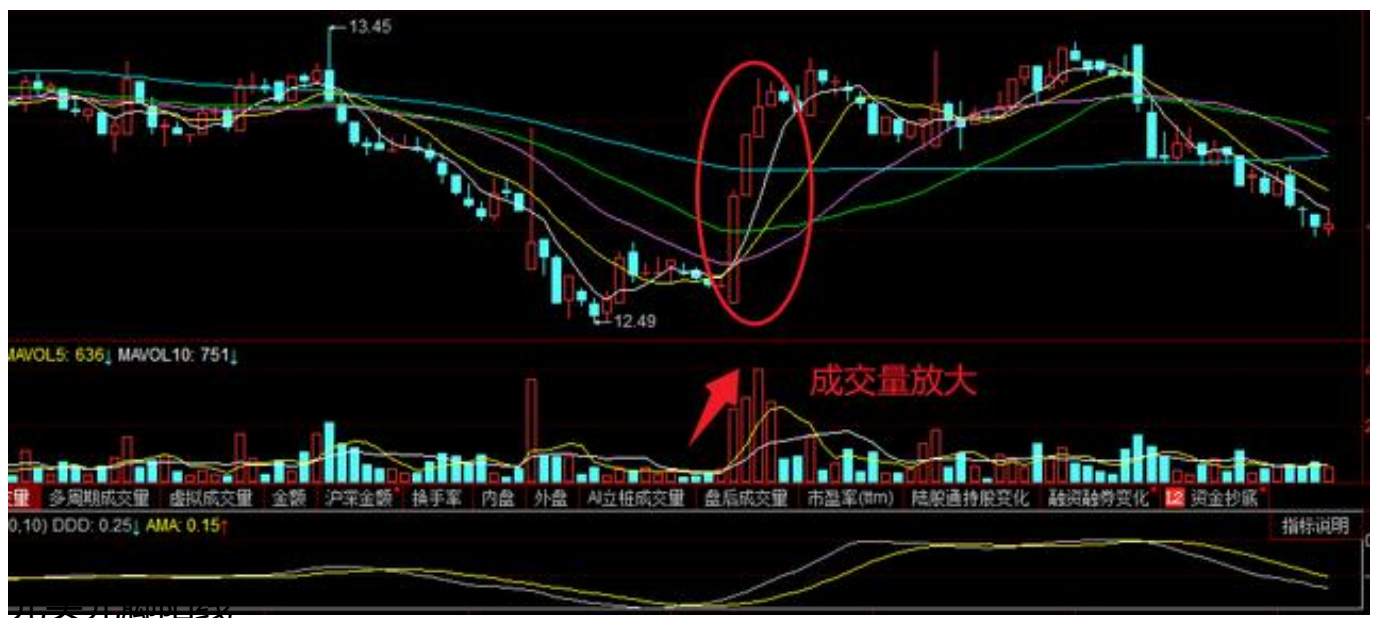 13.45
12.49
MAVOL5: 636↓ MAVOL10: 751↓
成交量放大
量 多周期成交量 虚拟成交量 金额 沪深金额 换手率 内盘 外盘 AI立桩成交量 盘后成交量 市盈率(ttm) 陆股通持股变化 融资融券变化 L2 资金抄底
0,10) DDD: 0.25↓ AMA: 0.15↑
指标说明